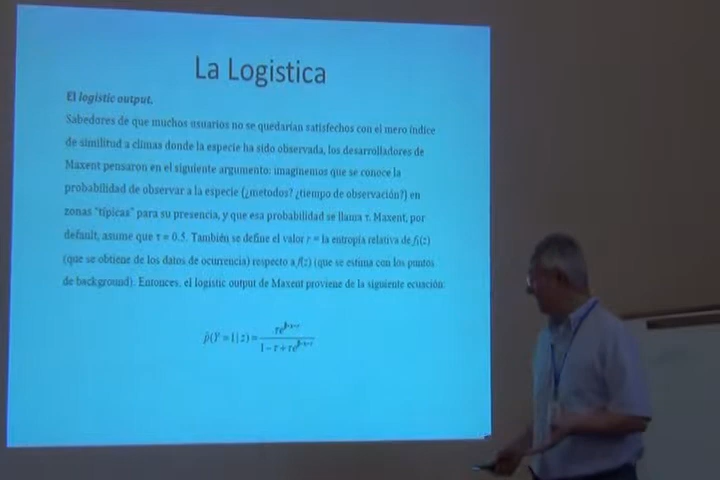 La Logistica
El logistic output.
Sabedores de que muchos usuarios no se quedarían satisfechos con el mero índice
de similitud a climas donde la especie ha sido observada, los desarrolladores de
Maxent pensaron en el siguiente argumento: imaginemos que se conoce la
probabilidad de observar a la especie (¿metodos? ¿tiempo de observación?) en
zonas "típicas" para su presencia, y que esa probabilidad se llama τ. Maxent, por
default, asume que τ = 0.5. También se define el valor r = la entropía relativa de f₁(z)
(que se obtiene de los datos de ocurrencia) respecto a f(z) (que se estima con los puntos
de background). Entonces, el logistic output de Maxent proviene de la siguiente ecuación: